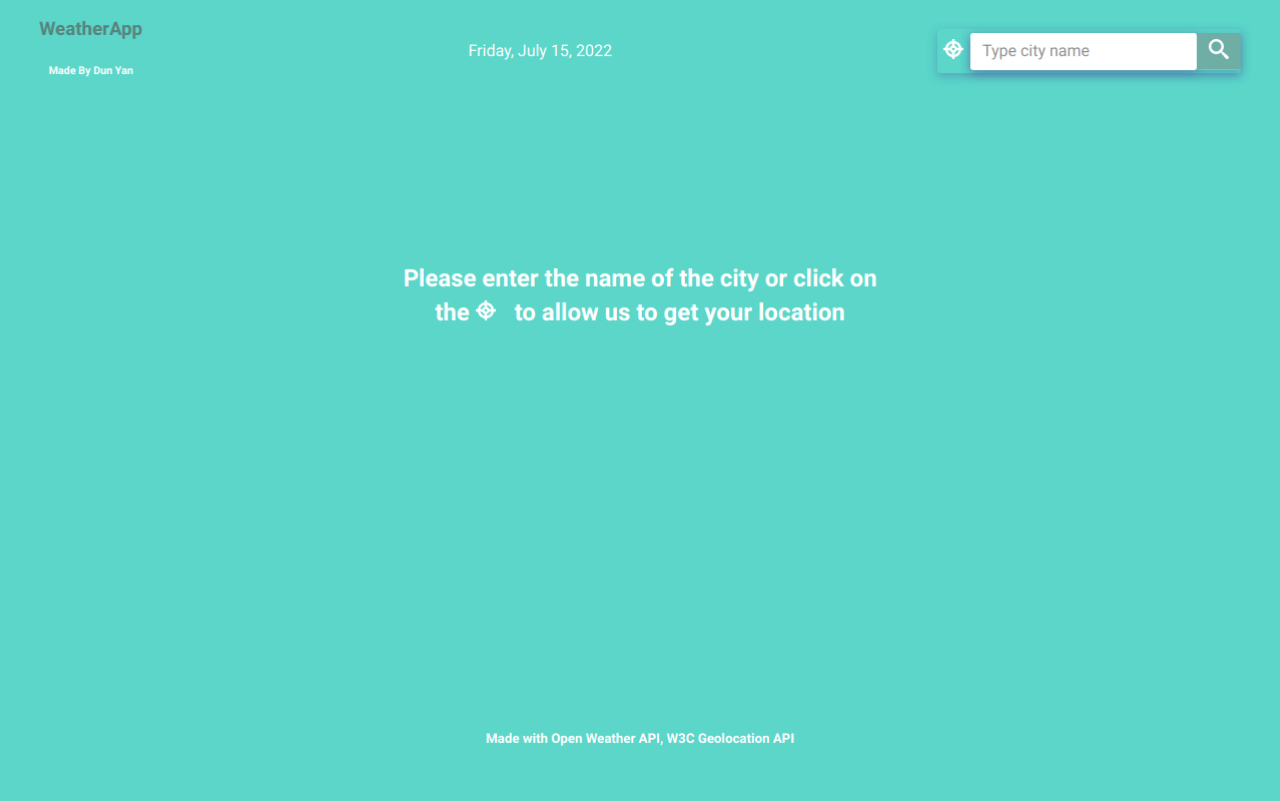 WeatherApp
Made By Dun Yan
Friday, July 15, 2022
Type city name
Please enter the name of the city or click on
the to allow us to get your location
Made with Open Weather API, W3C Geolocation API